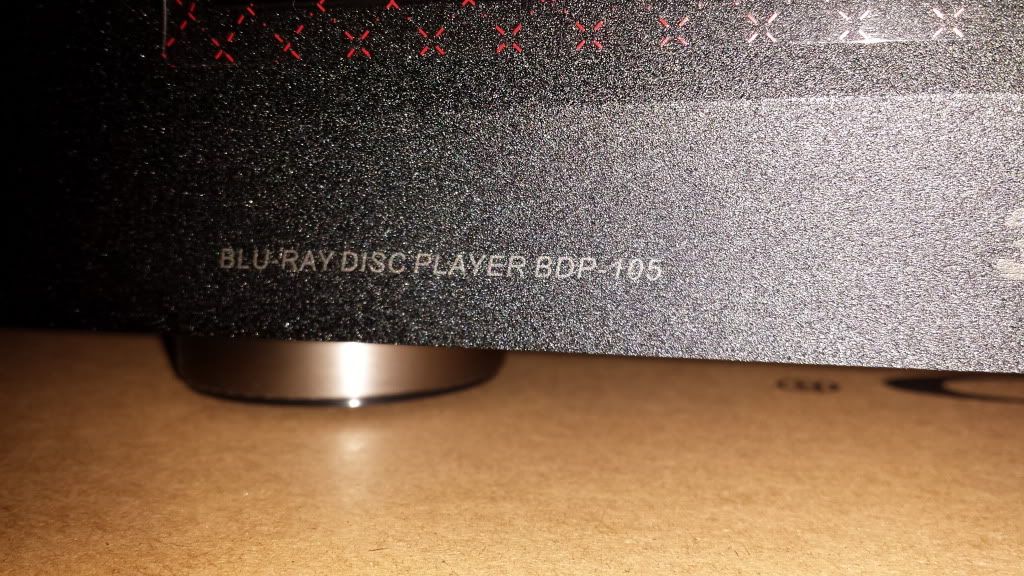 BLU-RAY DISC PLAYER BDP-105